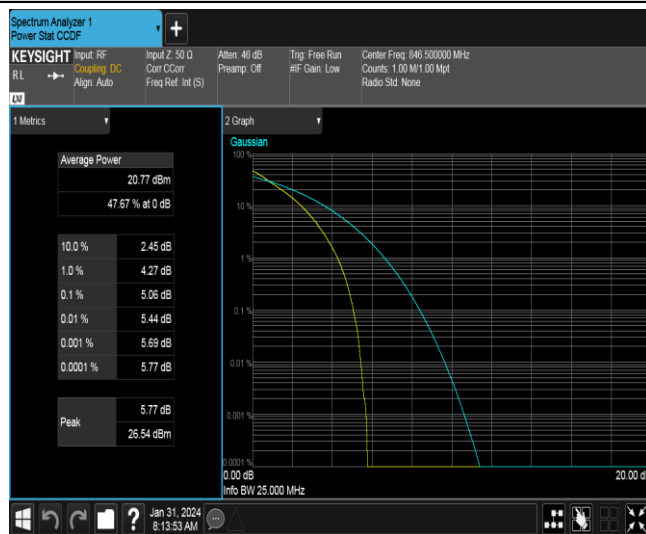 Spectrum Analyzer 1
Power Stat CCDF
+
KEYSIGHT
RL
LXI
Input: RF
Coupling: DC
Align: Auto
Input Z: 50 Ω
Corr CCorr
Freq Ref: Int (S)
Atten: 46 dB
Preamp: Off
Trig: Free Run
#IF Gain: Low
Center Freq: 846.500000 MHz
Counts: 1.00 M/1.00 Mpt
Radio Std: None
1 Metrics
Average Power
20.77 dBm
47.67 % at 0 dB
10.0 % 2.45 dB
1.0 % 4.27 dB
0.1 % 5.06 dB
0.01 % 5.44 dB
0.001 % 5.69 dB
0.0001 % 5.77 dB
Peak
5.77 dB
26.54 dBm
2 Graph
Gaussian
100 %
10 %
1 %
0.1 %
0.01 %
0.001 %
0.0001 %
0.00 dB
20.00 d
Info BW 25.000 MHz
?
Jan 31, 2024
8:13:53 AM